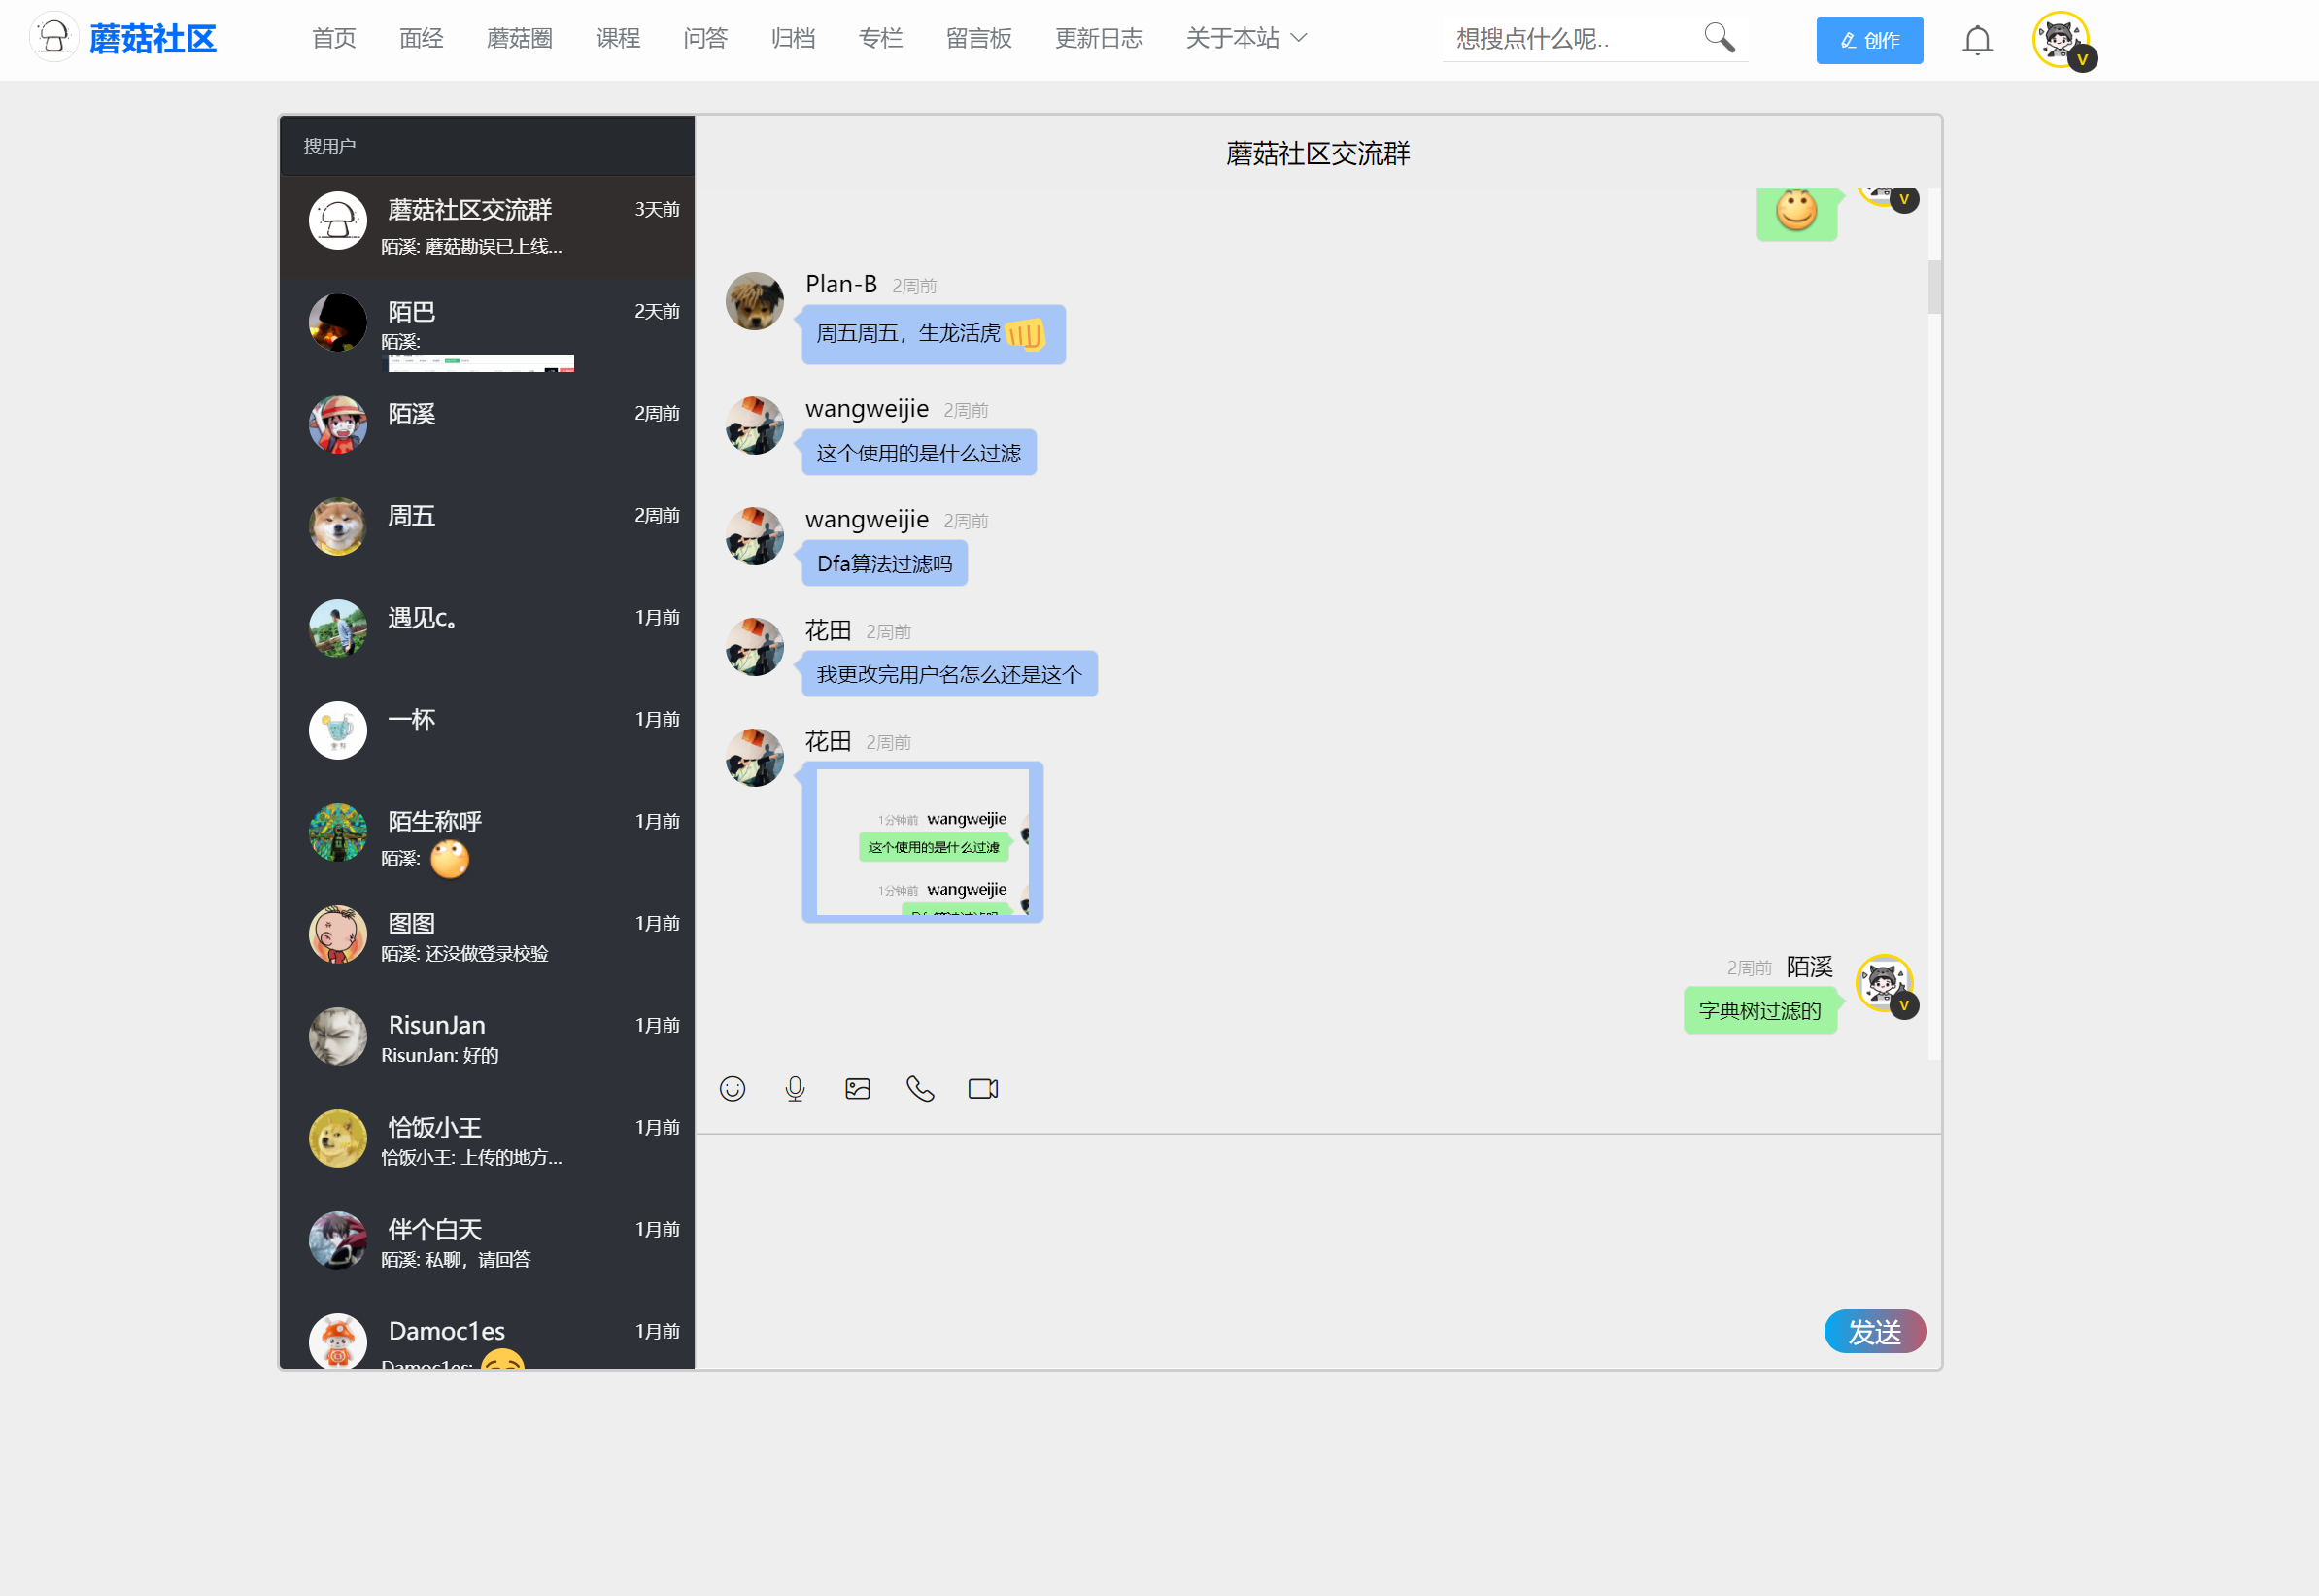 蘑菇社区
首页 面经 蘑菇圈 课程 问答 归档 专栏 留言板 更新日志 关于本站
想搜点什么呢..
创作
V
搜用户
蘑菇社区交流群 3天前
陌溪: 蘑菇勘误已上线...
陌巴 2天前
陌溪:
陌溪 2周前
周五 2周前
遇见c。 1月前
一杯 1月前
陌生称呼 1月前
陌溪:
图图 1月前
陌溪: 还没做登录校验
RisunJan 1月前
RisunJan: 好的
恰饭小王 1月前
恰饭小王: 上传的地方...
伴个白天 1月前
陌溪: 私聊，请回答
Damoc1es 1月前
Damoc1es:
蘑菇社区交流群
V
Plan-B 2周前
周五周五，生龙活虎
wangweijie 2周前
这个使用的是什么过滤
wangweijie 2周前
Dfa算法过滤吗
花田 2周前
我更改完用户名怎么还是这个
花田 2周前
1分钟前 wangweijie
这个使用的是什么过滤
1分钟前 wangweijie
Dfa算法过滤吗
2周前 陌溪
字典树过滤的
V
发送